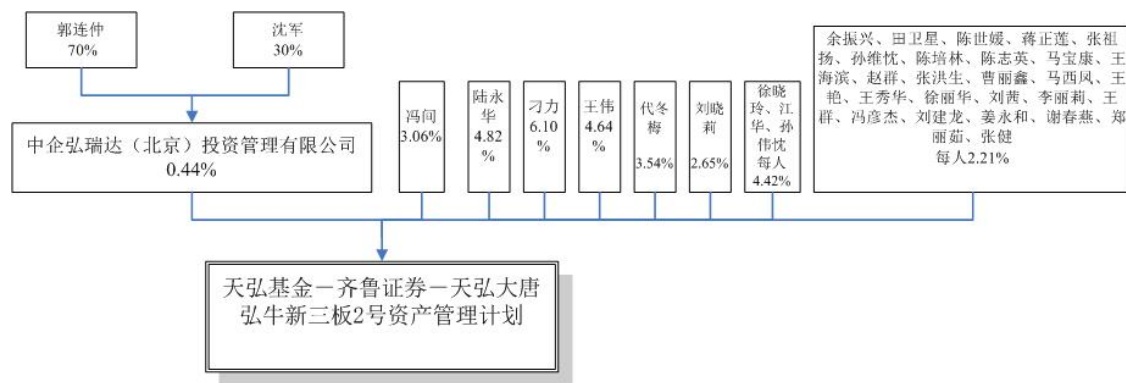 郭连仲
70%
沈军
30%
中企弘瑞达（北京）投资管理有限公司
0.44%
冯间
3.06%
陆永
华
4.82
%
刁力
6.10
%
王伟
4.64
%
代冬
梅
3.54%
刘晓
莉
2.65%
徐晓
玲、江
华、孙
伟忱
每人
4.42%
余振兴、田卫星、陈世媛、蒋正莲、张祖
扬、孙维忱、陈培林、陈志英、马宝康、王
海滨、赵群、张洪生、曹丽鑫、马西凤、王
艳、王秀华、徐丽华、刘茜、李丽莉、王
群、冯彦杰、刘建龙、姜永和、谢春燕、郑
丽茹、张健
每人2.21%
天弘基金－齐鲁证券－天弘大唐
弘牛新三板2号资产管理计划